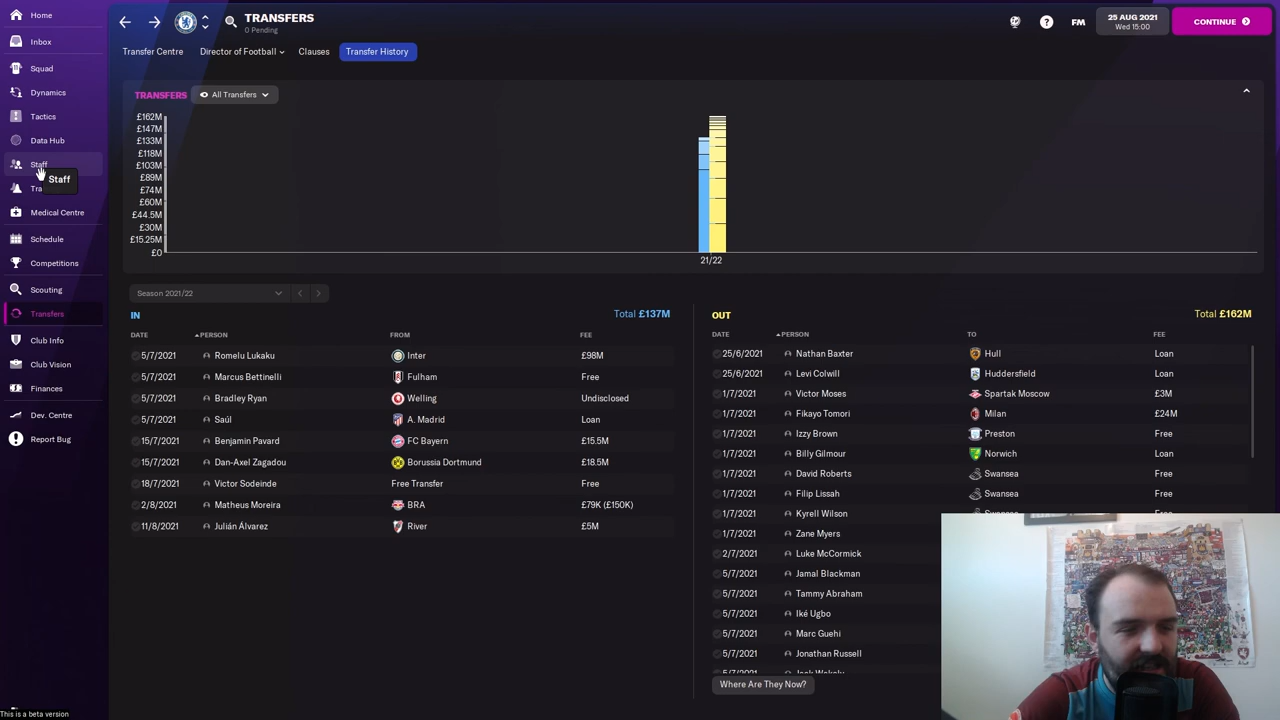 Home
Inbox
Squad
Dynamics
Tactics
Data Hub
Staff
Staff
Tra
Medical Centre
Schedule
Competitions
Scouting
Transfers
Club Info
Club Vision
Finances
Dev. Centre
Report Bug
This is a beta version
TRANSFERS
0 Pending
?
FM
25 AUG 2021
Wed 15:00
CONTINUE
Transfer Centre
Director of Football
Clauses
Transfer History
TRANSFERS
All Transfers
£162M
£147M
£133M
£118M
£103M
£89M
£74M
£60M
£44.5M
£15.25M
£0
21/22
Season 2021/22
IN
Total £137M
DATE PERSON FROM FEE
5/7/2021 Romelu Lukaku Inter £98M
5/7/2021 Marcus Bettinelli Fulham Free
5/7/2021 Bradley Ryan Welling Undisclosed
5/7/2021 Saúl A. Madrid Loan
15/7/2021 Benjamin Pavard FC Bayern £15.5M
15/7/2021 Dan-Axel Zagadou Borussia Dortmund £18.5M
18/7/2021 Victor Sodeinde Free Transfer Free
2/8/2021 Matheus Moreira BRA £79K (£150K)
11/8/2021 Julián Álvarez River £5M
OUT
Total £162M
DATE PERSON TO FEE
25/6/2021 Nathan Baxter Hull Loan
25/6/2021 Levi Colwill Huddersfield Loan
1/7/2021 Victor Moses Spartak Moscow £3M
1/7/2021 Fikayo Tomori Milan £24M
1/7/2021 Izzy Brown Preston Free
1/7/2021 Billy Gilmour Norwich Loan
1/7/2021 David Roberts Swansea Free
1/7/2021 Filip Lissah Swansea Free
1/7/2021 Kyrell Wilson Swansea Free
1/7/2021 Zane Myers
2/7/2021 Luke McCormick
5/7/2021 Jamal Blackman
5/7/2021 Tammy Abraham
5/7/2021 Iké Ugbo
5/7/2021 Marc Guehi
5/7/2021 Jonathan Russell
5/7/2021 Jack Wakely
Where Are They Now?